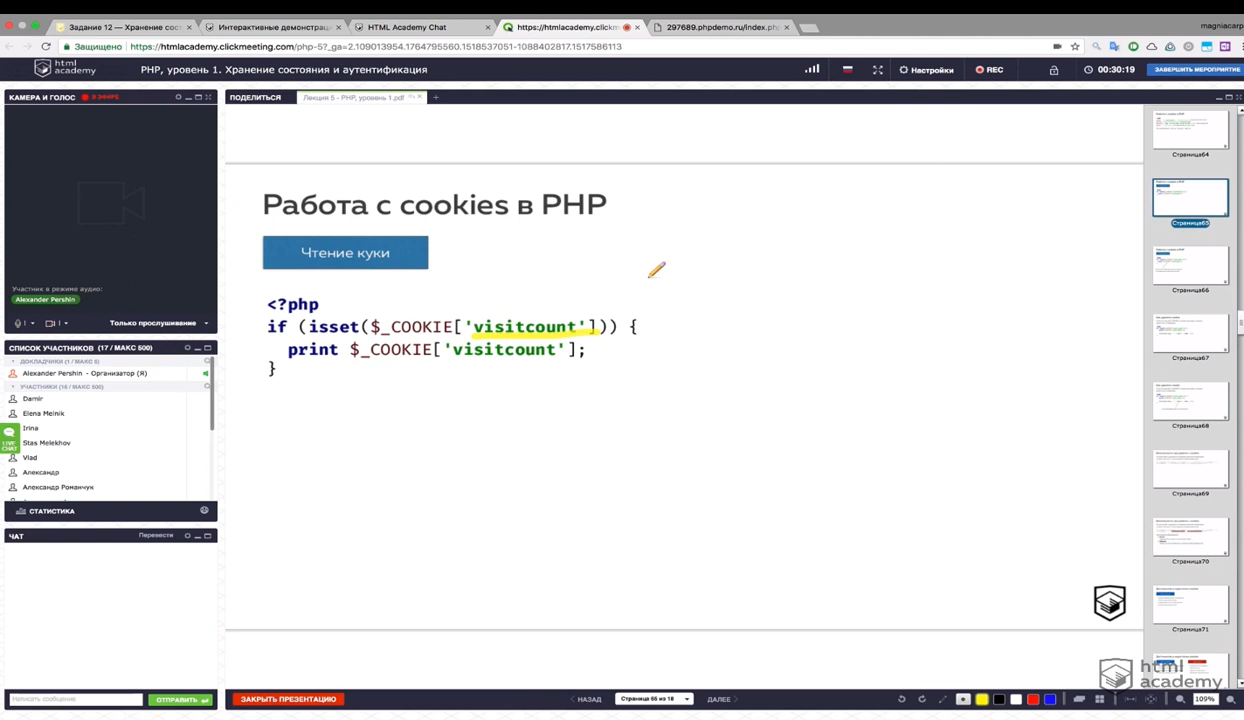 Задание 12 — Хранение сост
Интерактивные демонстрац
HTML Academy Chat
https://htmlacademy.clickm
297689.phpdemo.ru/index.ph
magniacarp
Защищено
https://htmlacademy.clickmeeting.com/php-5?_ga=2.109013954.1764795560.1518537051-1088402817.1517586113
html academy
PHP, уровень 1. Хранение состояния и аутентификация
Настройки
REC
00:30:19
ЗАВЕРШИТЬ МЕРОПРИЯТИЕ
КАМЕРА И ГОЛОС
В ЭФИРЕ
ПОДЕЛИТЬСЯ
Лекция 5 - PHP, уровень 1.pdf
Участник в режиме аудио:
Alexander Pershin
Только прослушивание
СПИСОК УЧАСТНИКОВ (17 / МАКС 500)
ДОКЛАДЧИКИ (1 / МАКС 5)
Alexander Pershin - Организатор (Я)
УЧАСТНИКИ (16 / МАКС 500)
Damir
Elena Melnik
Irina
Stas Melekhov
Vlad
Александр
Александр Романчук
LIVE
CHAT
СТАТИСТИКА
ЧАТ
Перевести
Написать сообщение
ОТПРАВИТЬ
Работа с cookies в PHP
Чтение куки
<?php
if (isset($_COOKIE['visitcount'])) {
print $_COOKIE['visitcount'];
}
Страница64
Страница65
Страница66
Страница67
Страница68
Страница69
Страница70
Страница71
html
academy
ЗАКРЫТЬ ПРЕЗЕНТАЦИЮ
НАЗАД
ДАЛЕЕ
109%